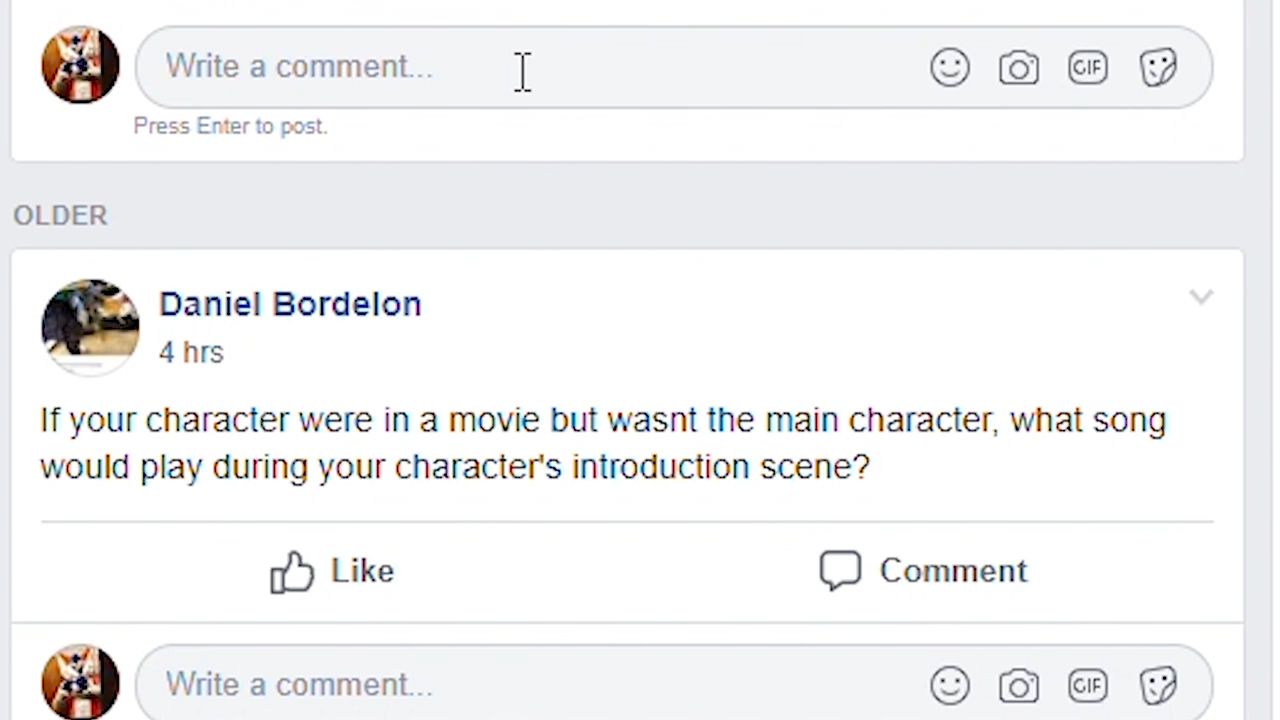 Write a comment...
GIF
Press Enter to post.
OLDER
Daniel Bordelon
4 hrs
If your character were in a movie but wasnt the main character, what song
would play during your character's introduction scene?
Like
Comment
Write a comment...
GIF